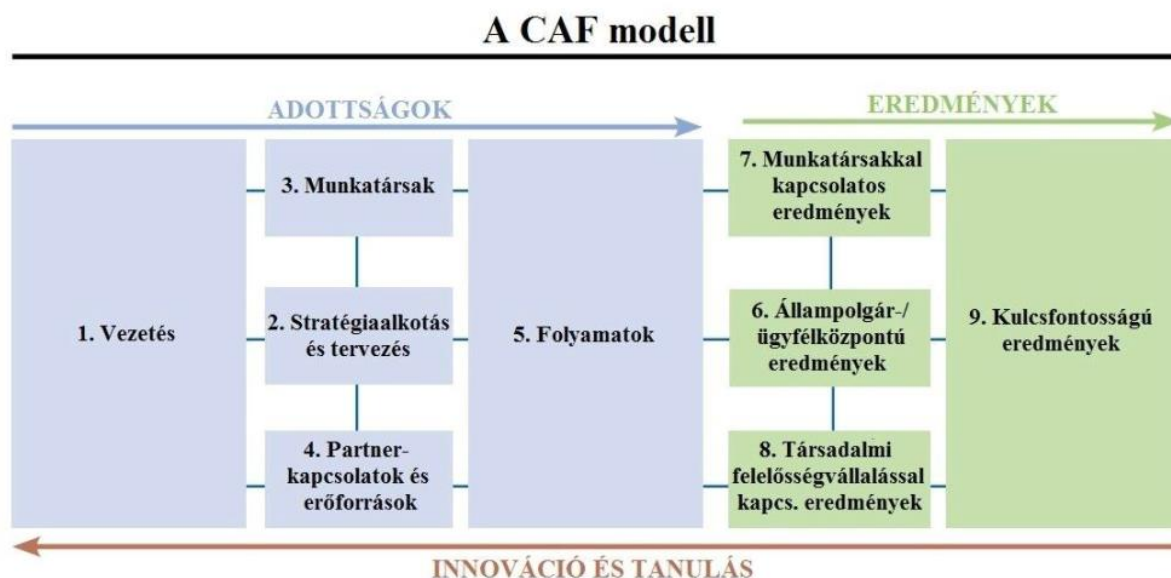 A CAF modell
ADOTTSÁGOK
EREDMÉNYEK
1. Vezetés
3. Munkatársak
2. Stratégiaalkotás
és tervezés
4. Partner-
kapcsolatok és
erőforrások
5. Folyamatok
7. Munkatársakkal
kapcsolatos
eredmények
6. Állampolgár-/
ügyfélközpontú
eredmények
8. Társadalmi
felelősségvállalással
kapcs. eredmények
9. Kulcsfontosságú
eredmények
INNOVÁCIÓ ÉS TANULÁS